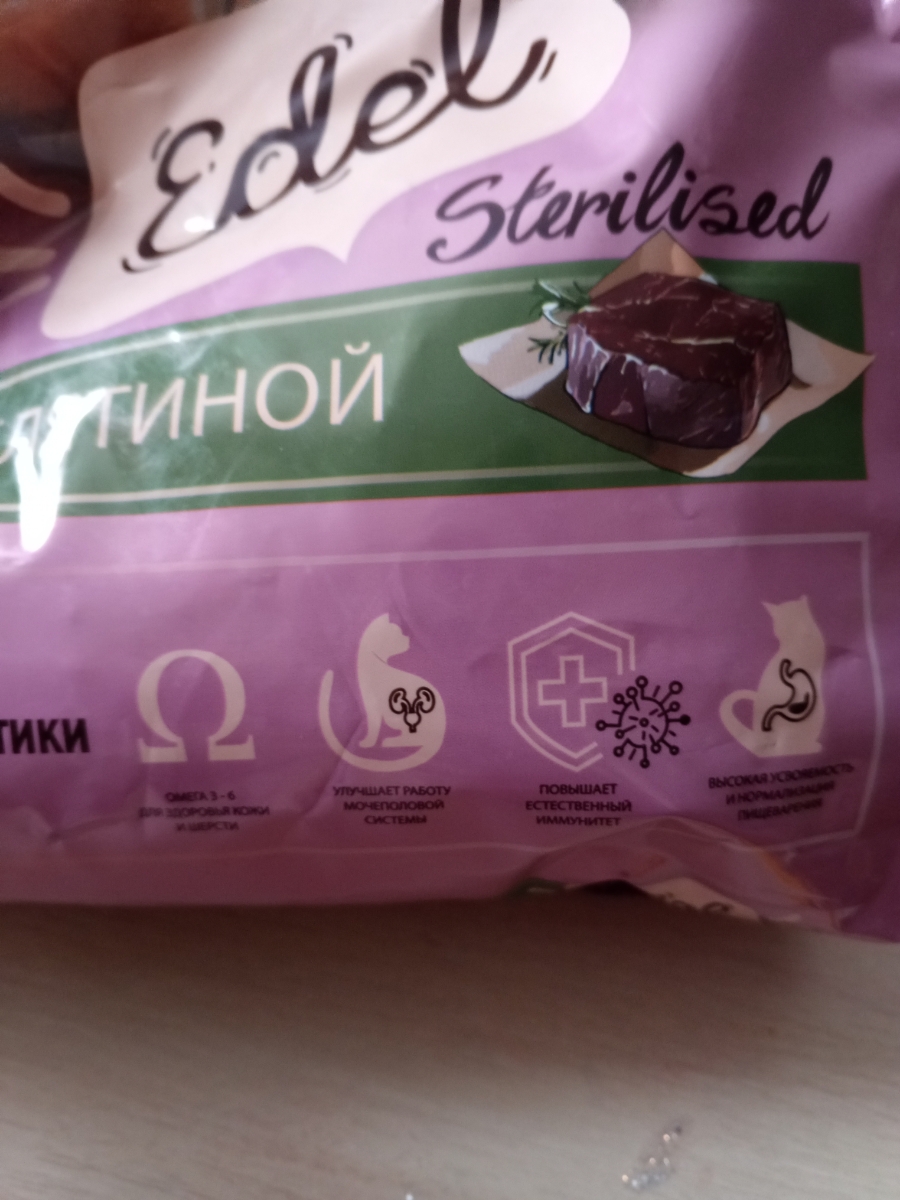 Edel
Sterilised
ТИКИ
ОМЕГА 3 - 6
ДЛЯ ЗДОРОВЬЯ КОЖИ
И ШЕРСТИ
УЛУЧШАЕТ РАБОТУ
МОЧЕПОЛОВОЙ
СИСТЕМЫ
ПОВЫШАЕТ
ЕСТЕСТВЕННЫЙ
ИММУНИТЕТ
ВЫСОКАЯ УСВОЯЕМОСТЬ
И НОРМАЛИЗАЦИЯ
ПИЩЕВАРЕНИЯ